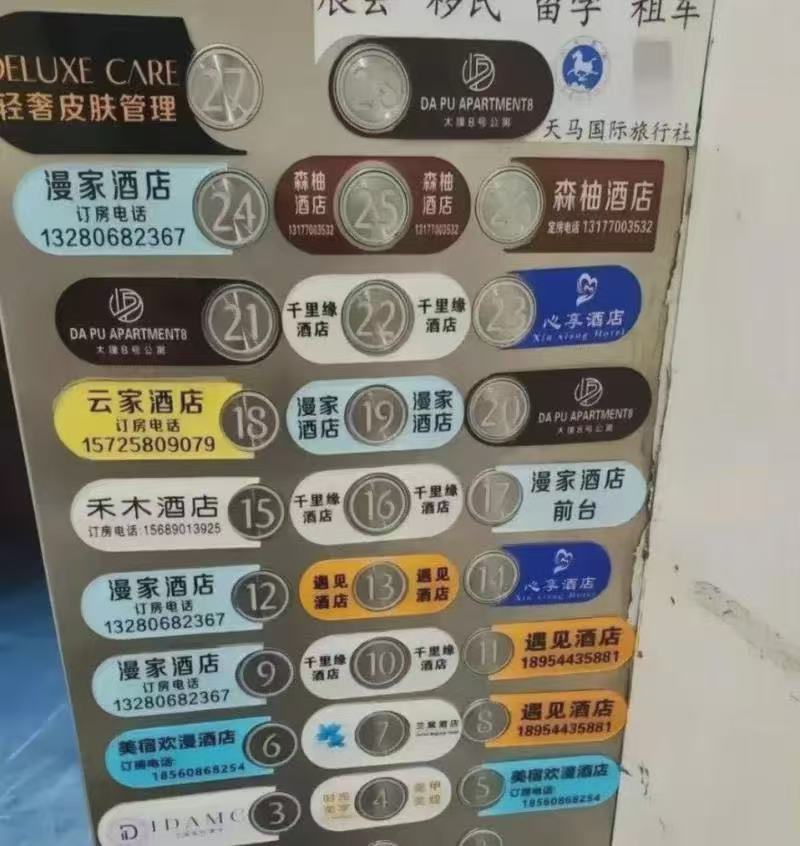 移民 留学 租车
DELUXE CARE
轻奢皮肤管理
27
DA PU APARTMENT8
大璞8号公寓
天马国际旅行社
漫家酒店
订房电话
13280682367
24
森柚
酒店
13177003532
25
森柚
酒店
13177003532
26
森柚酒店
定房电话 13177003532
DA PU APARTMENT8
大璞8号公寓
21
千里缘
酒店
22
千里缘
酒店
23
心享酒店
Xin xiang Hotel
云家酒店
订房电话
15725809079
18
漫家
酒店
19
漫家
酒店
20
DA PU APARTMENT8
大璞8号公寓
禾木酒店
订房电话:15689013925
15
千里缘
酒店
16
千里缘
酒店
17
漫家酒店
前台
漫家酒店
订房电话
13280682367
12
遇见
酒店
13
遇见
酒店
14
心享酒店
Xin xiang Hotel
漫家酒店
订房电话
13280682367
9
千里缘
酒店
10
千里缘
酒店
11
遇见酒店
18954435881
美宿欢漫酒店
订房电话:
18560868254
6
7
8
遇见酒店
18954435881
IDAMC
3
4
美甲
美睫
5
美宿欢漫酒店
订房电话:
18560868254